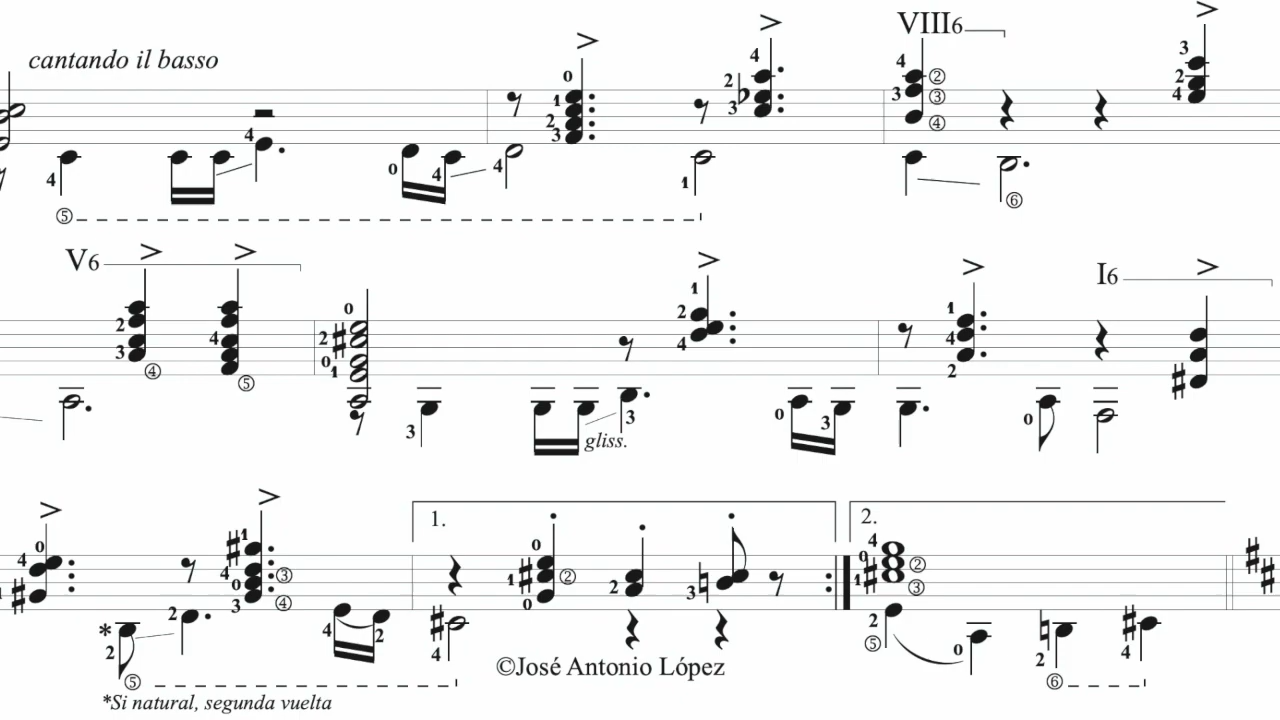 cantando il basso
VIII6
V6
gliss.
I6
1.
2.
©José Antonio López
*Si natural, segunda vuelta